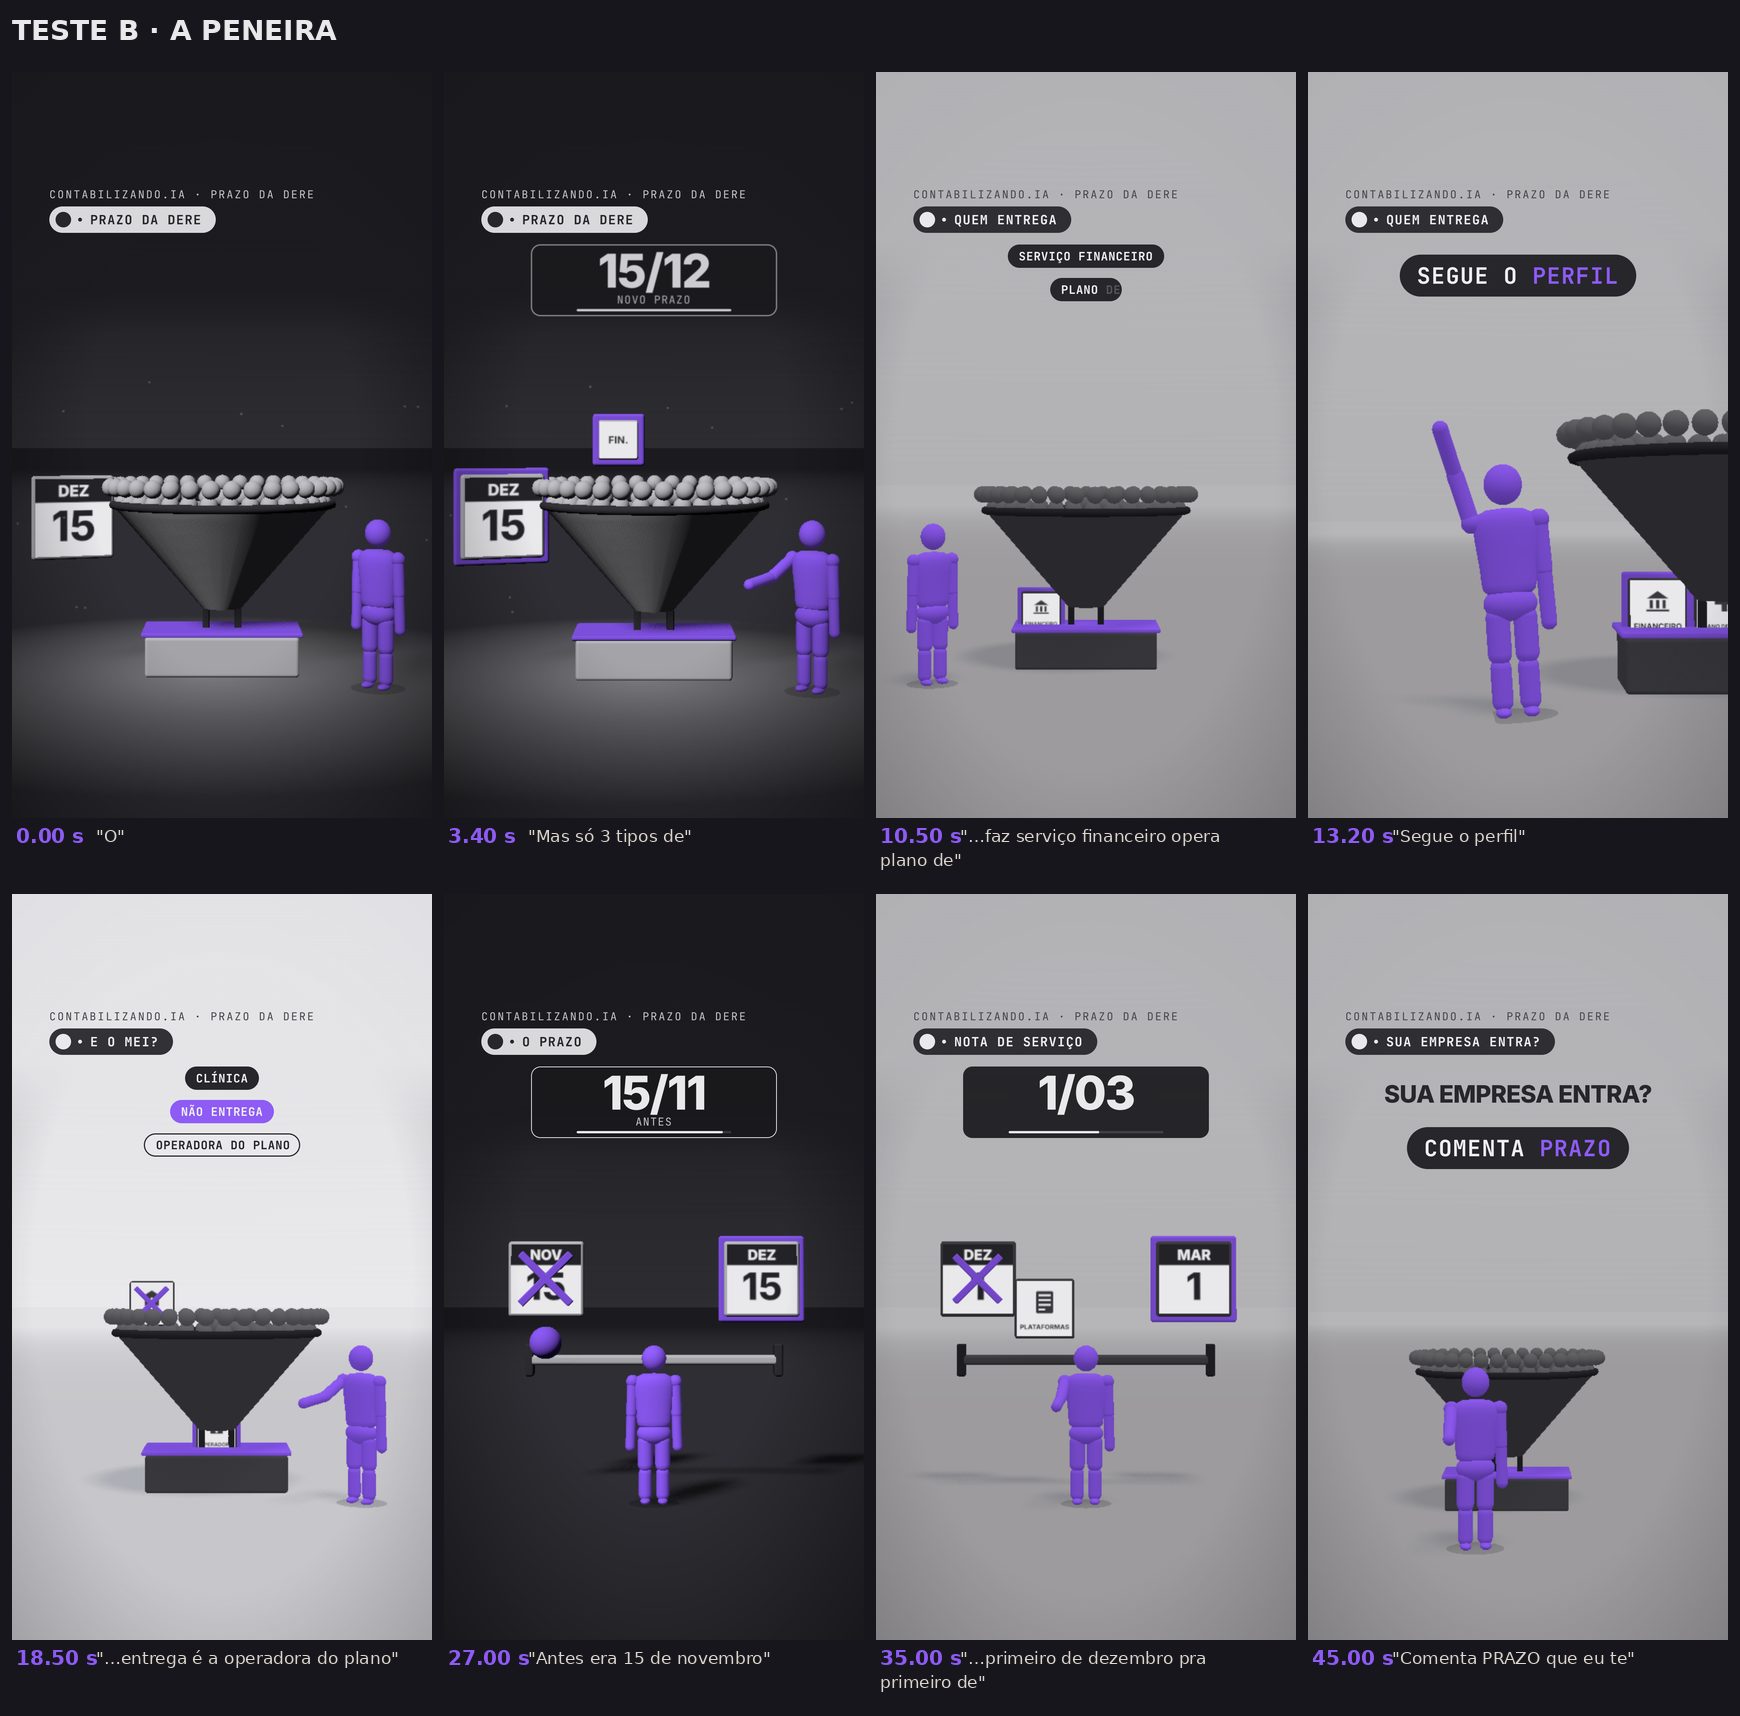 TESTE B · A PENEIRA
CONTABILIZANDO.IA · PRAZO DA DERE
• PRAZO DA DERE
DEZ
15
0.00 s "O"
CONTABILIZANDO.IA · PRAZO DA DERE
• PRAZO DA DERE
15/12
NOVO PRAZO
FIN.
DEZ
15
3.40 s "Mas só 3 tipos de"
CONTABILIZANDO.IA · PRAZO DA DERE
• QUEM ENTREGA
SERVIÇO FINANCEIRO
PLANO DE
FINANCEIRO
10.50 s "...faz serviço financeiro opera
plano de"
CONTABILIZANDO.IA · PRAZO DA DERE
• QUEM ENTREGA
SEGUE O PERFIL
FINANCEIRO
13.20 s "Segue o perfil"
CONTABILIZANDO.IA · PRAZO DA DERE
• E O MEI?
CLÍNICA
NÃO ENTREGA
OPERADORA DO PLANO
18.50 s "...entrega é a operadora do plano"
CONTABILIZANDO.IA · PRAZO DA DERE
• O PRAZO
15/11
ANTES
NOV
15
DEZ
15
27.00 s "Antes era 15 de novembro"
CONTABILIZANDO.IA · PRAZO DA DERE
• NOTA DE SERVIÇO
1/03
DEZ
1
PLATAFORMAS
MAR
1
35.00 s "...primeiro de dezembro pra
primeiro de"
CONTABILIZANDO.IA · PRAZO DA DERE
• SUA EMPRESA ENTRA?
SUA EMPRESA ENTRA?
COMENTA PRAZO
45.00 s "Comenta PRAZO que eu te"